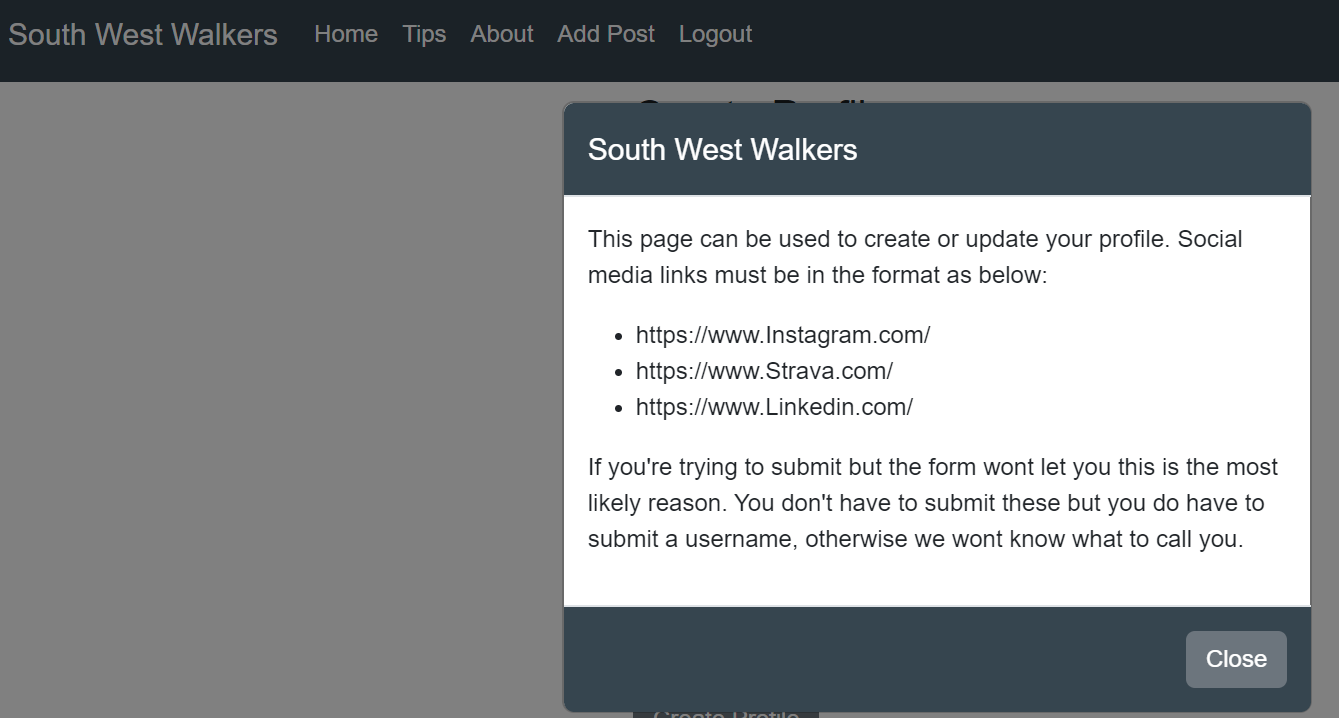 South West Walkers Home Tips About Add Post Logout
Create Profile
South West Walkers
This page can be used to create or update your profile. Social
media links must be in the format as below:
• https://www.Instagram.com/
• https://www.Strava.com/
• https://www.Linkedin.com/
If you're trying to submit but the form wont let you this is the most
likely reason. You don't have to submit these but you do have to
submit a username, otherwise we wont know what to call you.
Close
Create Profile